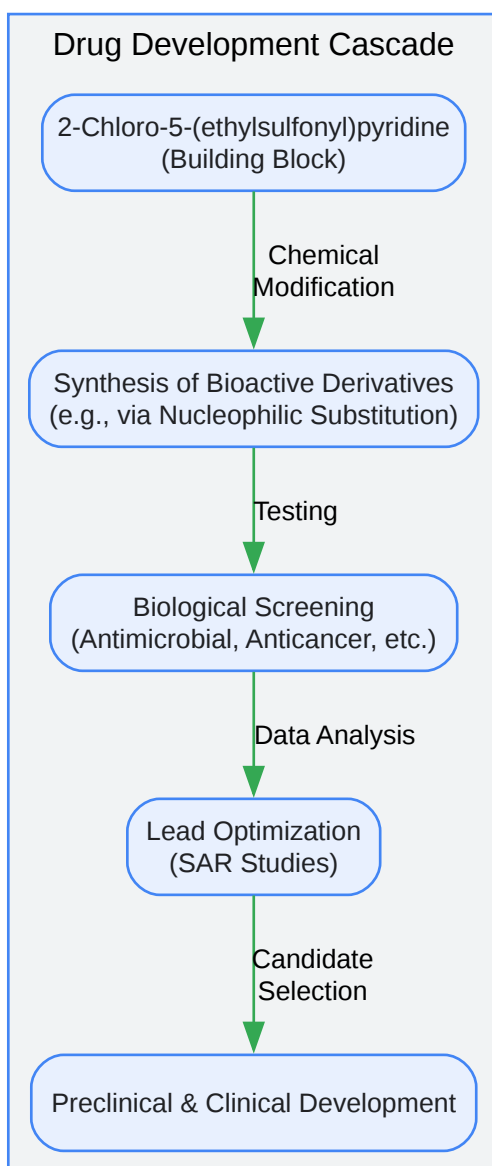 Drug Development Cascade
2-Chloro-5-(ethylsulfonyl)pyridine
(Building Block)
Chemical
Modification
Synthesis of Bioactive Derivatives
(e.g., via Nucleophilic Substitution)
Testing
Biological Screening
(Antimicrobial, Anticancer, etc.)
Data Analysis
Lead Optimization
(SAR Studies)
Candidate
Selection
Preclinical & Clinical Development